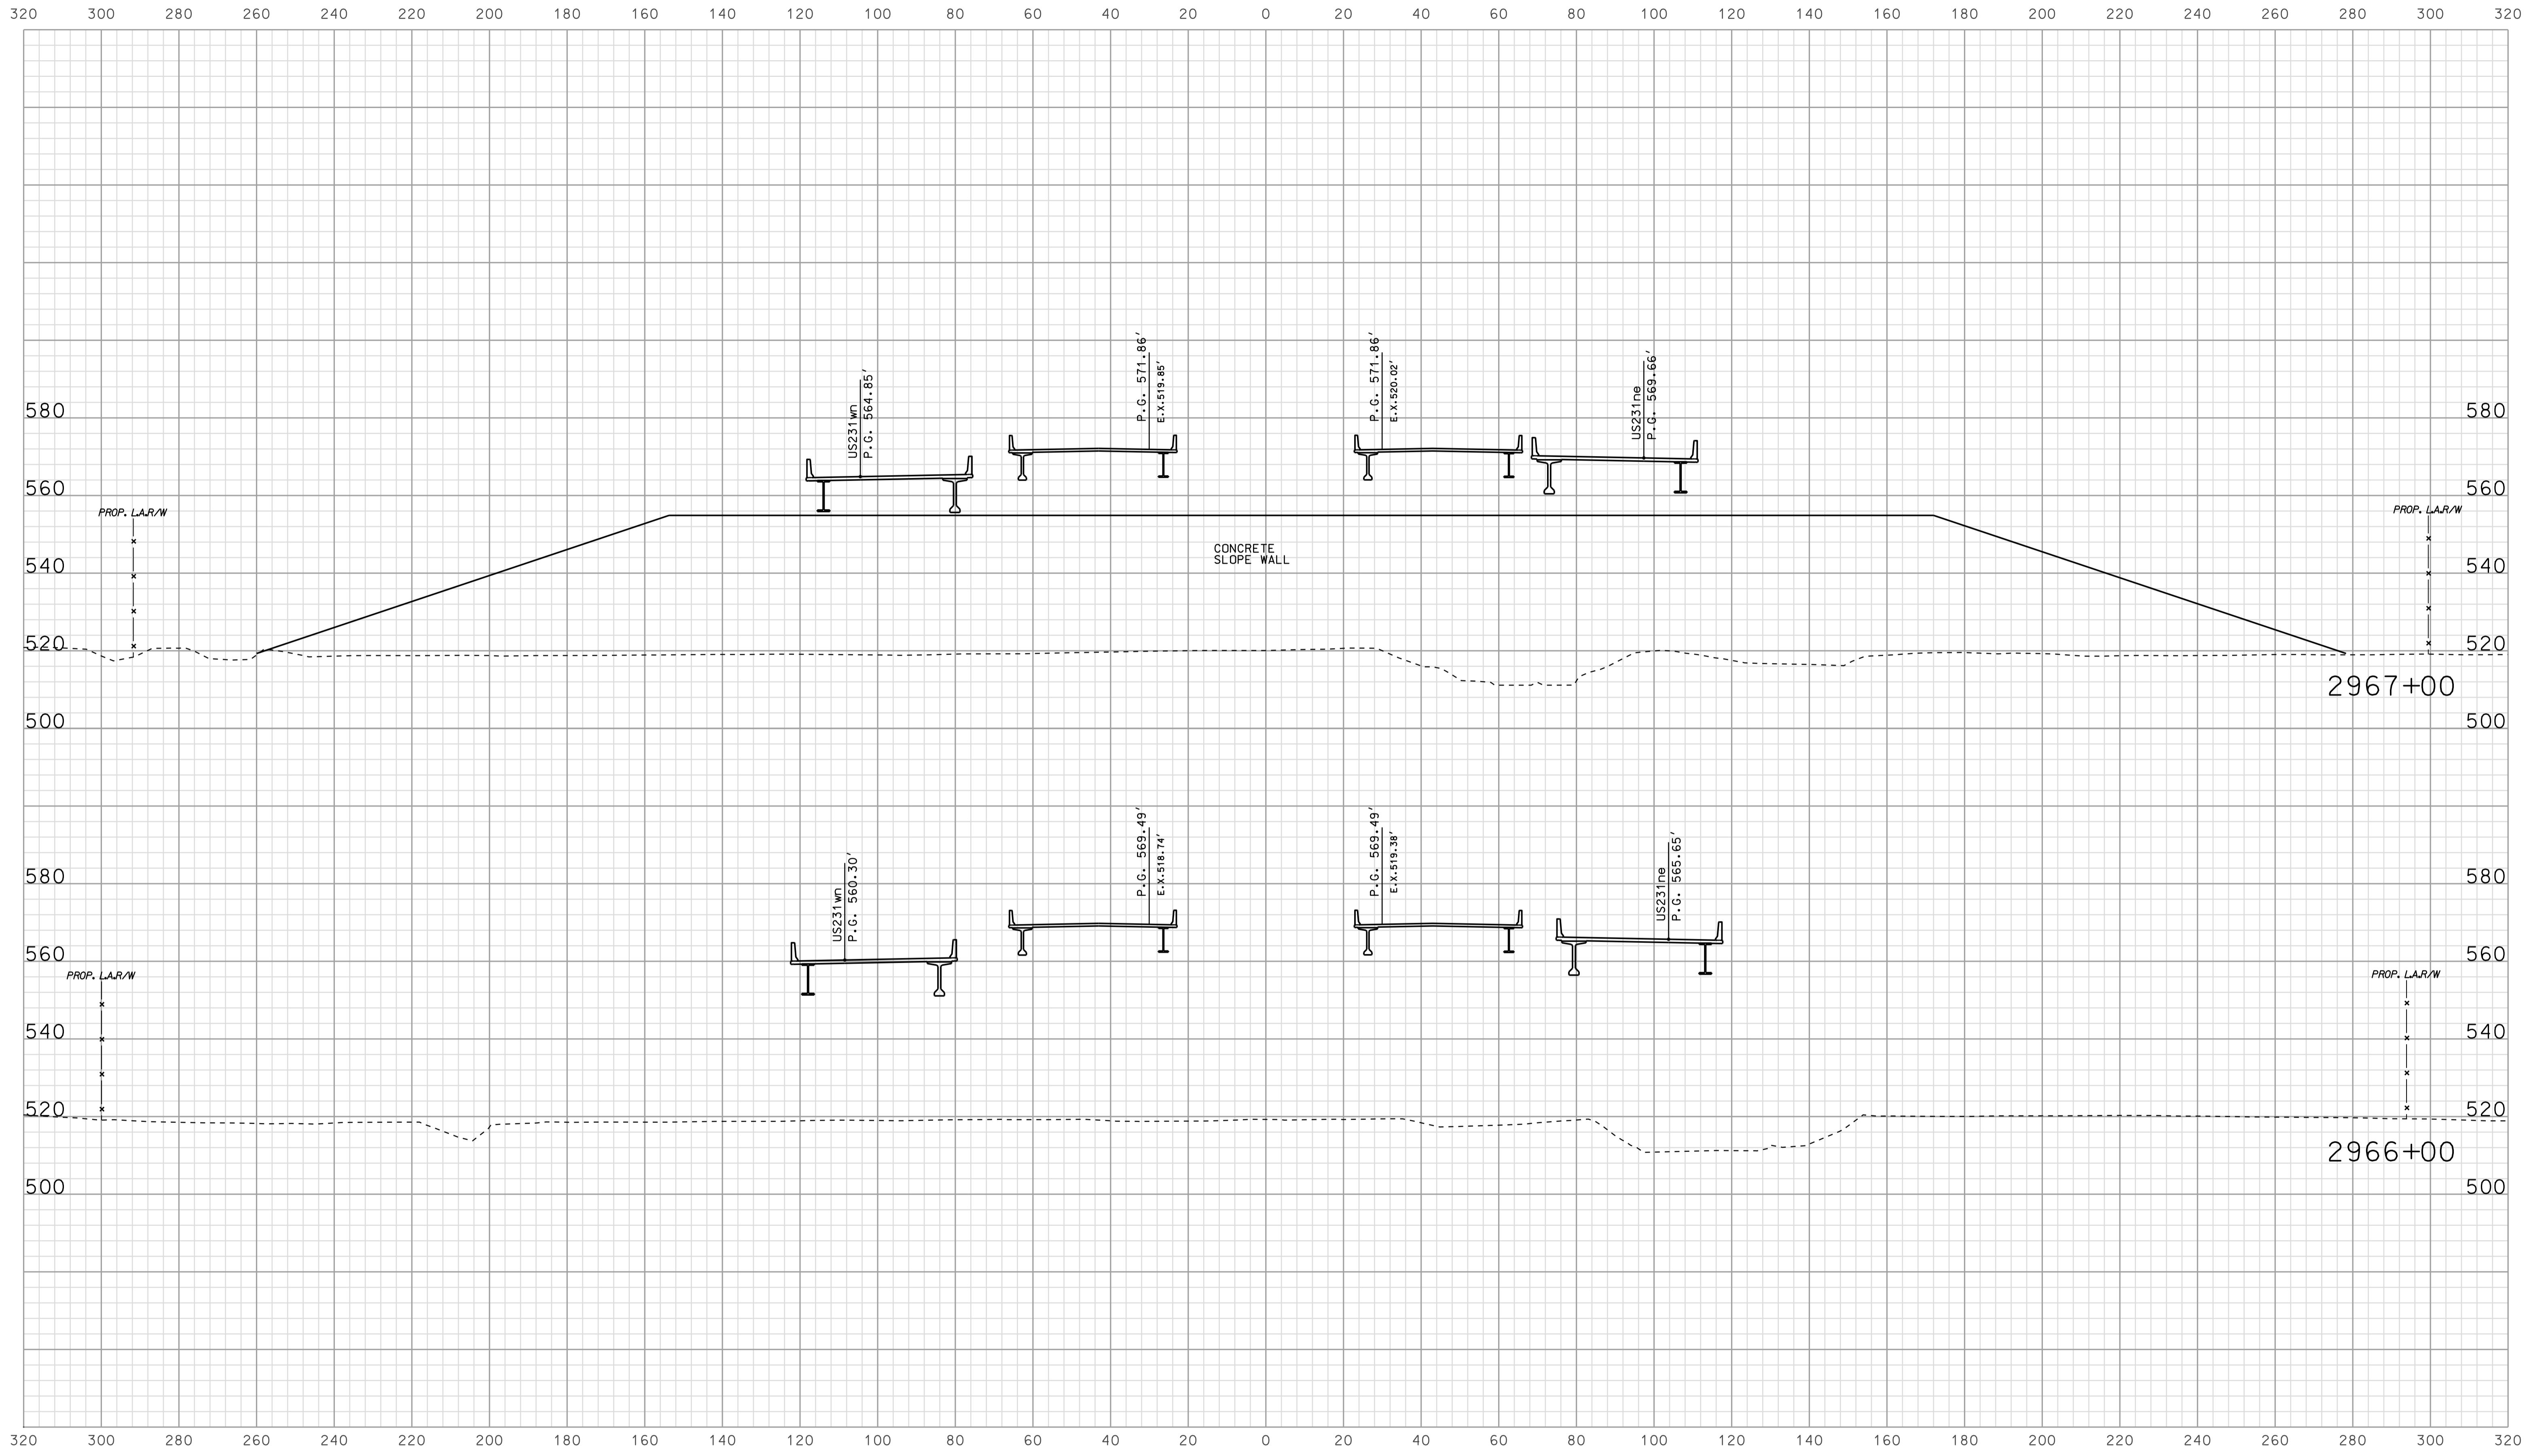 320 300 280 260 240 220 200 180 160 140 120 100 80 60 40 20 0 20 40 60 80 100 120 140 160 180 200 220 240 260 280 300 320
US231wn
P.G. 564.85'
P.G. 571.86'
E.X.519.85'
P.G. 571.86'
E.X.520.02'
US231ne
P.G. 569.66'
580 580
560 560
PROP. L.A.R/W PROP. L.A.R/W
CONCRETE
SLOPE WALL
540 540
520 520
2967+00
500 500
US231wn
P.G. 560.30'
P.G. 569.49'
E.X.518.74'
P.G. 569.49'
E.X.519.38'
US231ne
P.G. 565.65'
580 580
560 560
PROP. L.A.R/W PROP. L.A.R/W
540 540
520 520
2966+00
500 500
320 300 280 260 240 220 200 180 160 140 120 100 80 60 40 20 0 20 40 60 80 100 120 140 160 180 200 220 240 260 280 300 320